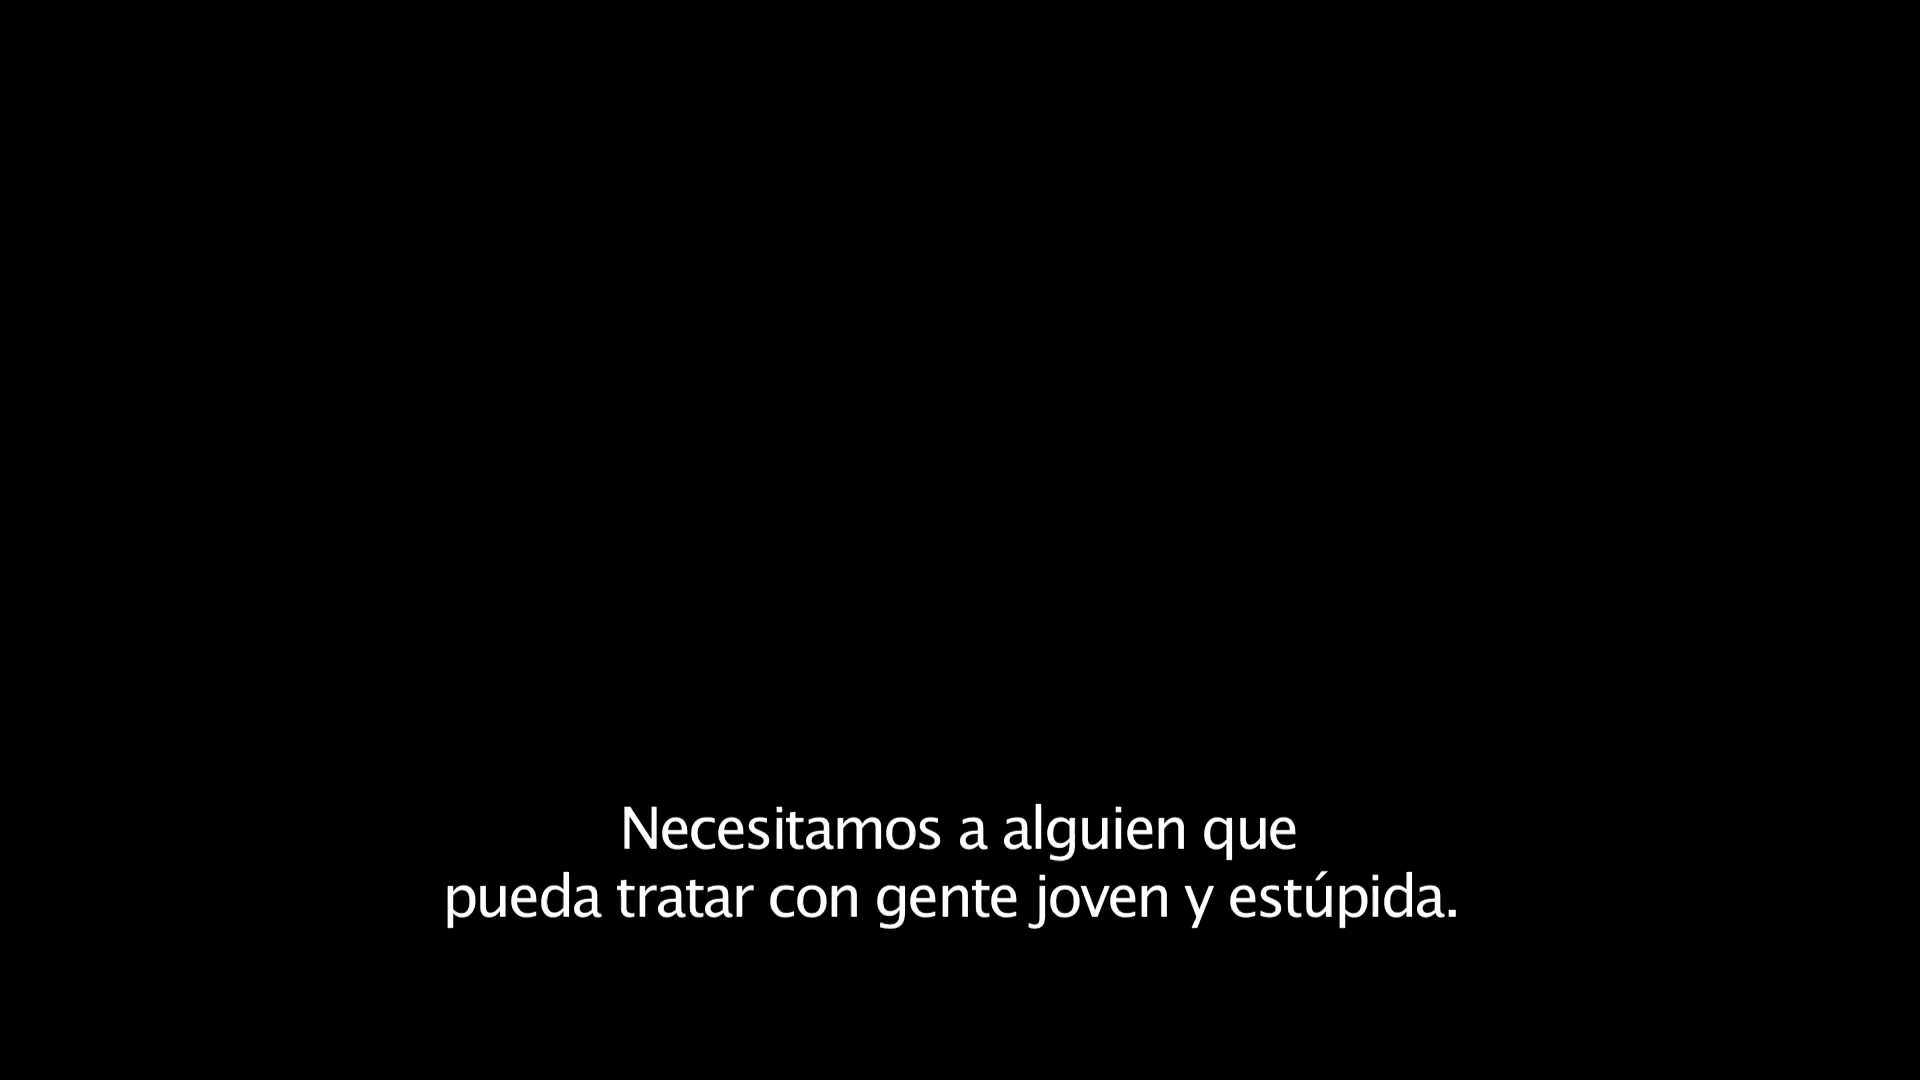 Necesitamos a alguien que
pueda tratar con gente joven y estúpida.